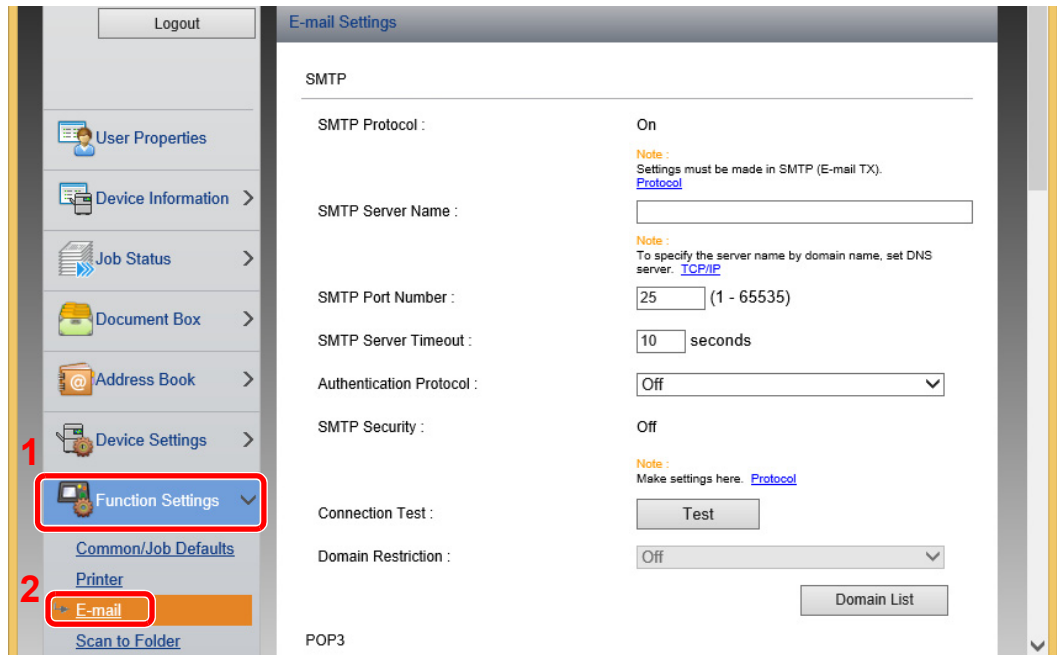 Logout
User Properties
Device Information
Job Status
Document Box
Address Book
Device Settings
1
Function Settings
Common/Job Defaults
Printer
2
E-mail
Scan to Folder
E-mail Settings
SMTP
SMTP Protocol : On
Note :
Settings must be made in SMTP (E-mail TX).
Protocol
SMTP Server Name :
Note :
To specify the server name by domain name, set DNS
server. TCP/IP
SMTP Port Number : 25 (1 - 65535)
SMTP Server Timeout : 10 seconds
Authentication Protocol : Off
SMTP Security : Off
Note :
Make settings here. Protocol
Connection Test : Test
Domain Restriction : Off
Domain List
POP3